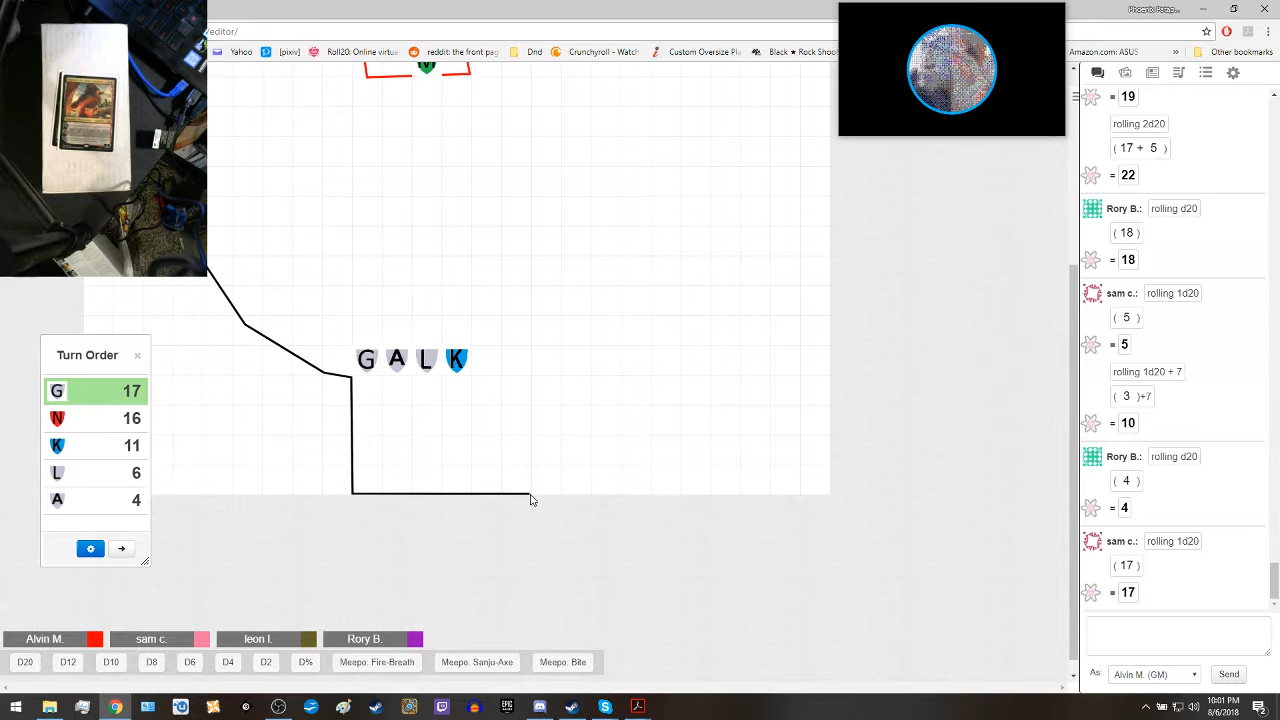 Phoenix Pabo...
editor/
Yahoo
[pixiv]
Roll20: Online virtua
reddit: the front pag
Dnd
Crunchyroll - Watch
Custom Oversize Pla
Black ★ Rock Shoot
Amazon.com ASUS
»
M
= 19
rolling 2d20
( 17 + 5 )
= 22
Rory B.: rolling d20
( 18 )
= 18
sam c.: rolling 1d20
( 5 )
= 5
rolling 1d20 + 7
( 3 )+7
= 10
Rory B.: rolling d20
( 4 )
= 4
sam c.: rolling 1d20
( 17 )
= 17
G A L K
Turn Order ×
G 17
N 16
K 11
L 6
A 4
Alvin M. sam c. leon l. Rory B.
D20 D12 D10 D8 D6 D4 D2 D% Meepo: Fire-Breath Meepo: Sanju-Axe Meepo: Bite
As: Alvin M. (GM) Send
EPIC
10:01 PM
8/6/2018